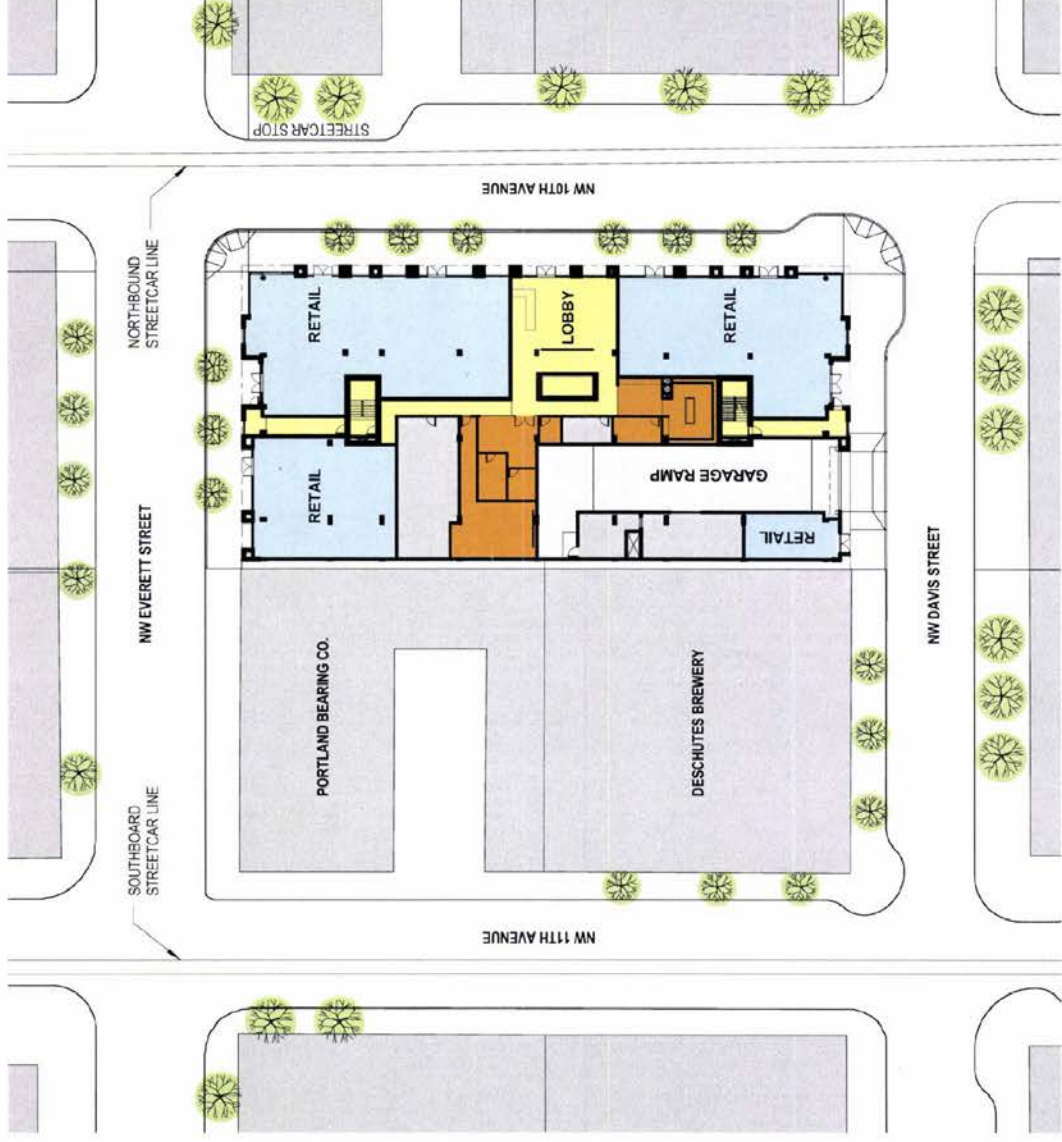 STREETCAR STOP
NW 10TH AVENUE
NORTHBOUND
STREETCAR LINE
RETAIL
LOBBY
RETAIL
RETAIL
GARAGE RAMP
RETAIL
NW EVERETT STREET
NW DAVIS STREET
PORTLAND BEARING CO.
DESCHUTES BREWERY
SOUTHBOARD
STREETCAR LINE
NW 11TH AVENUE